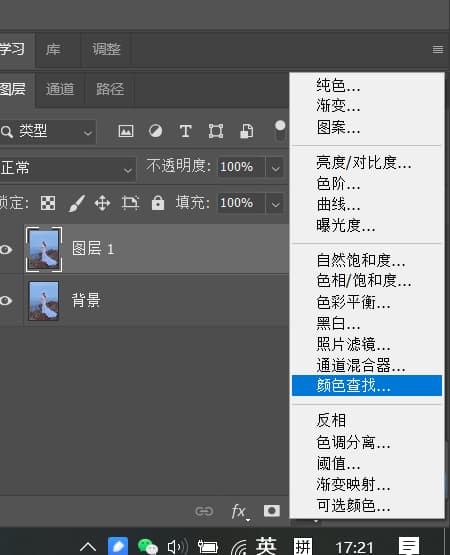 学习 库 调整
图层 通道 路径
类型
正常 不透明度: 100%
锁定: 填充: 100%
图层 1
背景
纯色...
渐变...
图案...
亮度/对比度...
色阶...
曲线...
曝光度...
自然饱和度...
色相/饱和度...
色彩平衡...
黑白...
照片滤镜...
通道混合器...
颜色查找...
反相
色调分离...
阈值...
渐变映射...
可选颜色...
fx
英 拼 17:21